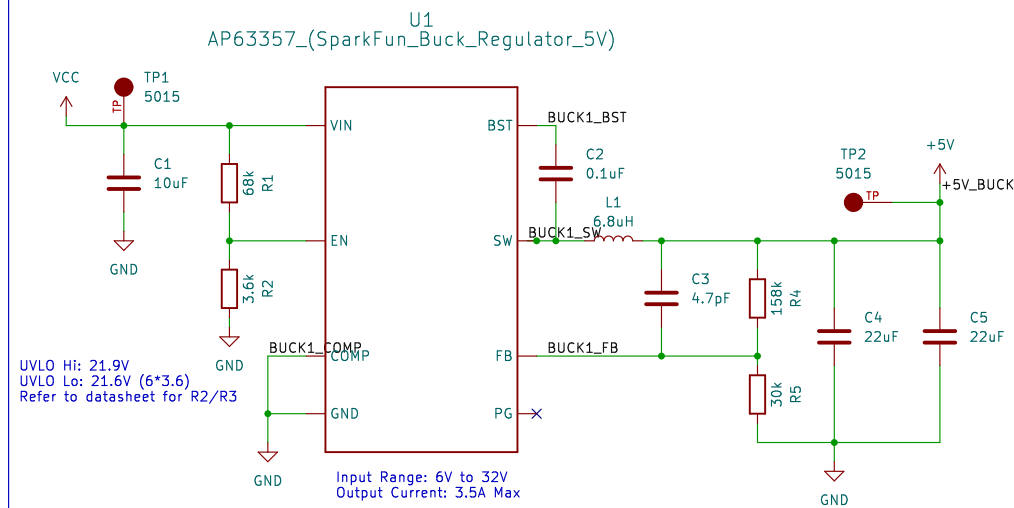 U1
AP63357_(SparkFun_Buck_Regulator_5V)
VCC
TP1
5015
TP
VIN
BST
BUCK1_BST
C1
10uF
68k
R1
C2
0.1uF
TP2
5015
TP
+5V
+5V_BUCK
L1
6.8uH
GND
EN
SW
BUCK1_SW
3.6k
R2
C3
4.7pF
158k
R4
C4
22uF
C5
22uF
GND
BUCK1_COMP
COMP
FB
BUCK1_FB
UVLO Hi: 21.9V
UVLO Lo: 21.6V (6*3.6)
Refer to datasheet for R2/R3
30k
R5
GND
PG
GND
Input Range: 6V to 32V
Output Current: 3.5A Max
GND